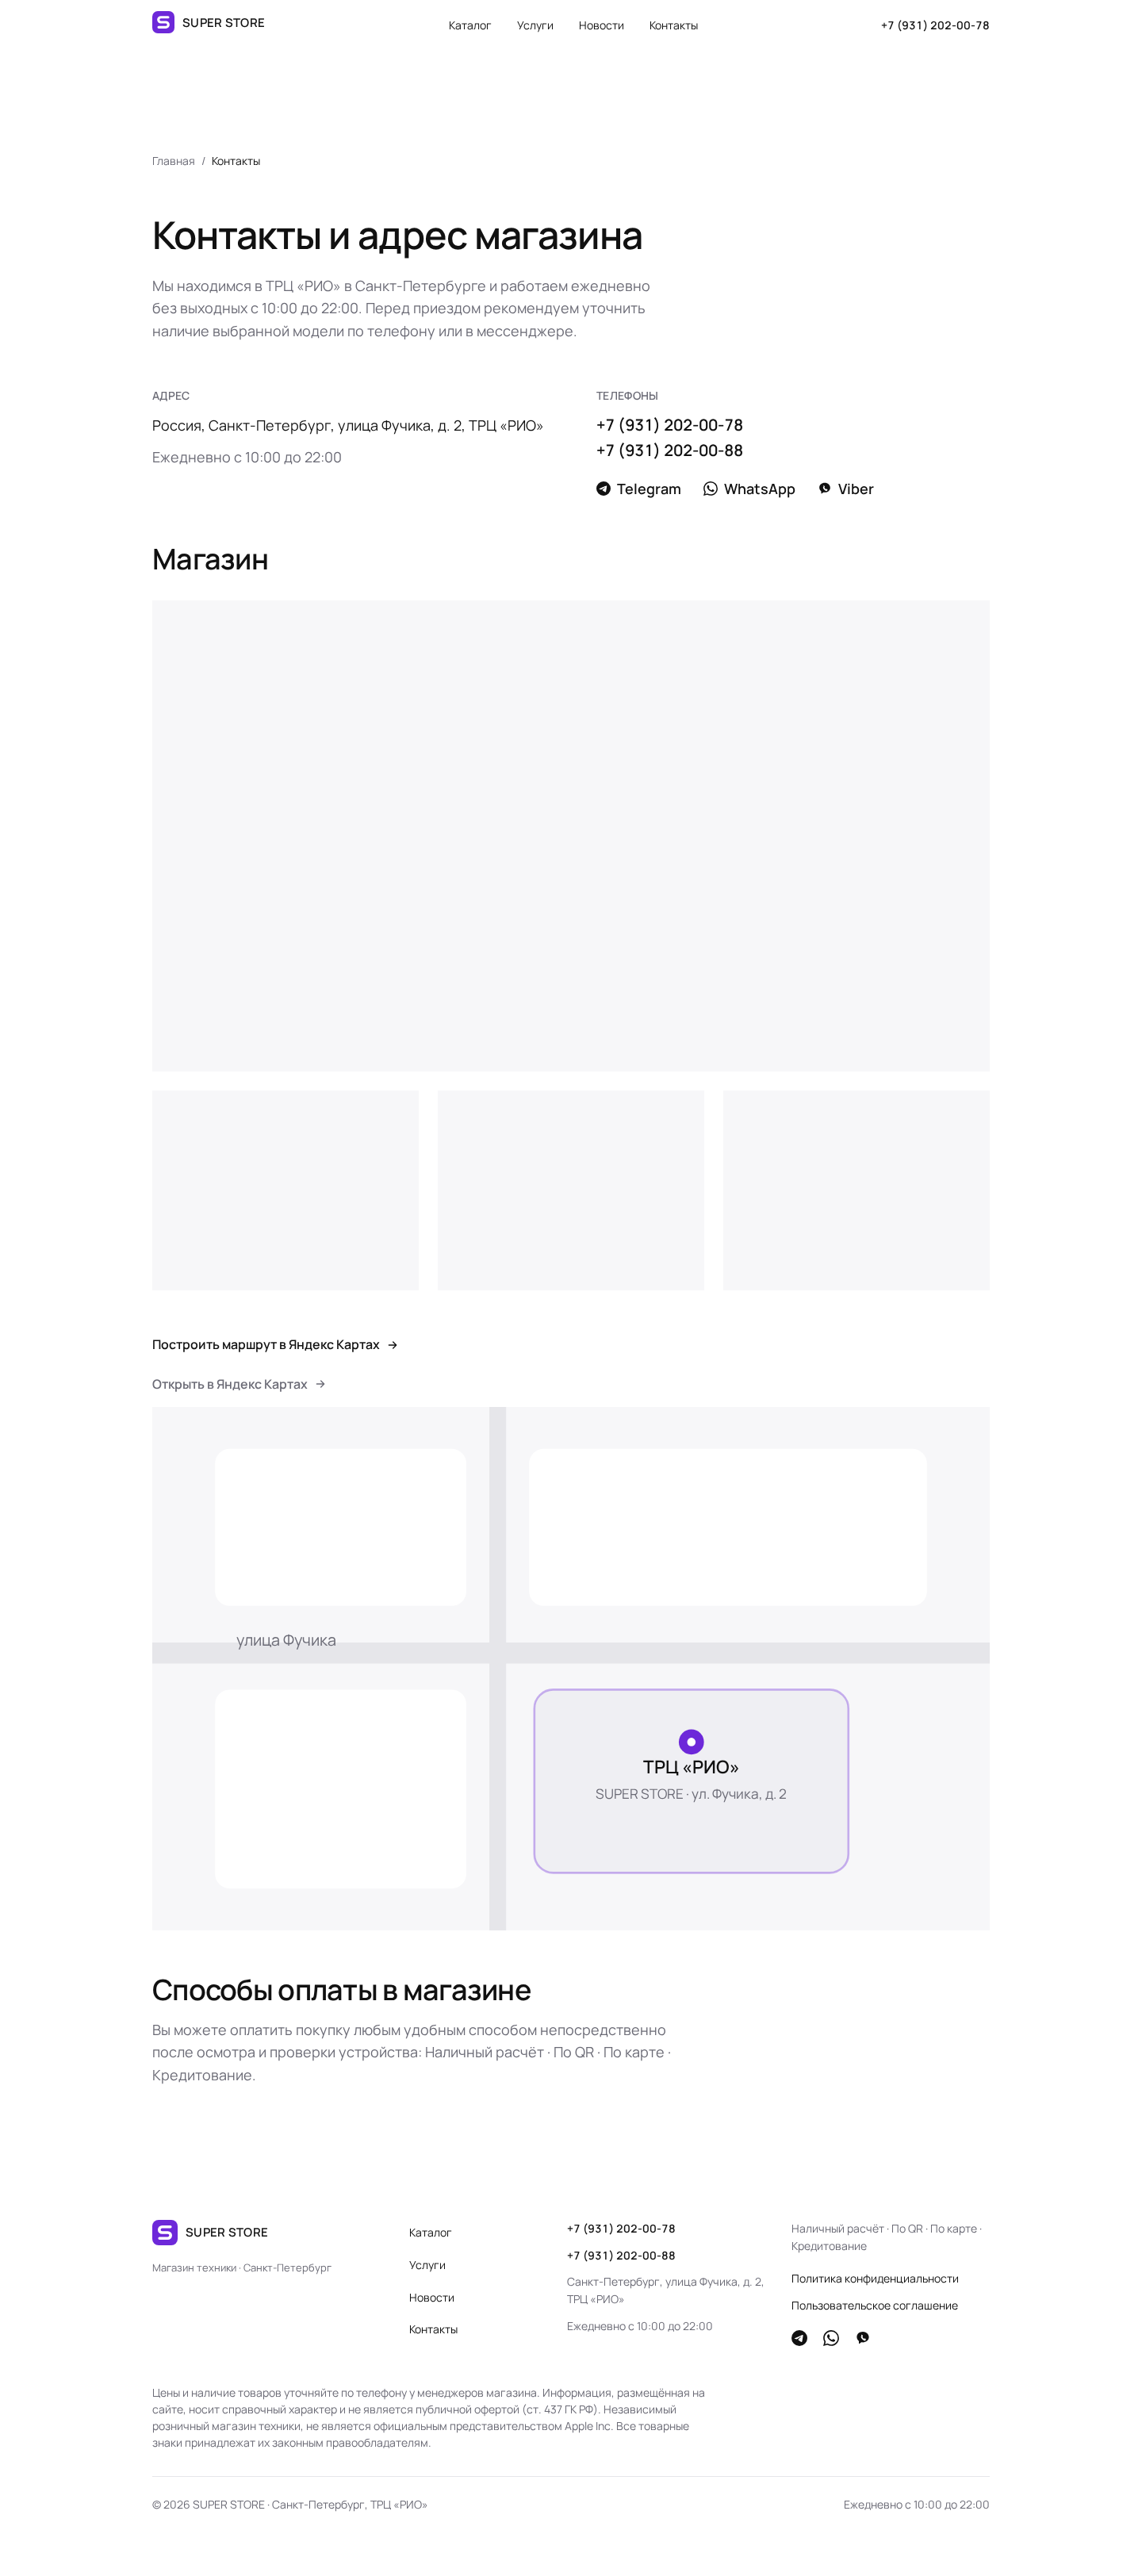 SUPER STORE
Каталог
Услуги
Новости
Контакты
+7 (931) 202-00-78
Главная / Контакты
Контакты и адрес магазина
Мы находимся в ТРЦ «РИО» в Санкт-Петербурге и работаем ежедневно
без выходных с 10:00 до 22:00. Перед приездом рекомендуем уточнить
наличие выбранной модели по телефону или в мессенджере.
АДРЕС
Россия, Санкт-Петербург, улица Фучика, д. 2, ТРЦ «РИО»
Ежедневно с 10:00 до 22:00
ТЕЛЕФОНЫ
+7 (931) 202-00-78
+7 (931) 202-00-88
Telegram
WhatsApp
Viber
Магазин
Построить маршрут в Яндекс Картах →
Открыть в Яндекс Картах →
улица Фучика
ТРЦ «РИО»
SUPER STORE · ул. Фучика, д. 2
Способы оплаты в магазине
Вы можете оплатить покупку любым удобным способом непосредственно
после осмотра и проверки устройства: Наличный расчёт · По QR · По карте ·
Кредитование.
SUPER STORE
Магазин техники · Санкт-Петербург
Каталог
Услуги
Новости
Контакты
+7 (931) 202-00-78
+7 (931) 202-00-88
Санкт-Петербург, улица Фучика, д. 2,
ТРЦ «РИО»
Ежедневно с 10:00 до 22:00
Наличный расчёт · По QR · По карте ·
Кредитование
Политика конфиденциальности
Пользовательское соглашение
Цены и наличие товаров уточняйте по телефону у менеджеров магазина. Информация, размещённая на
сайте, носит справочный характер и не является публичной офертой (ст. 437 ГК РФ). Независимый
розничный магазин техники, не является официальным представительством Apple Inc. Все товарные
знаки принадлежат их законным правообладателям.
© 2026 SUPER STORE · Санкт-Петербург, ТРЦ «РИО»
Ежедневно с 10:00 до 22:00